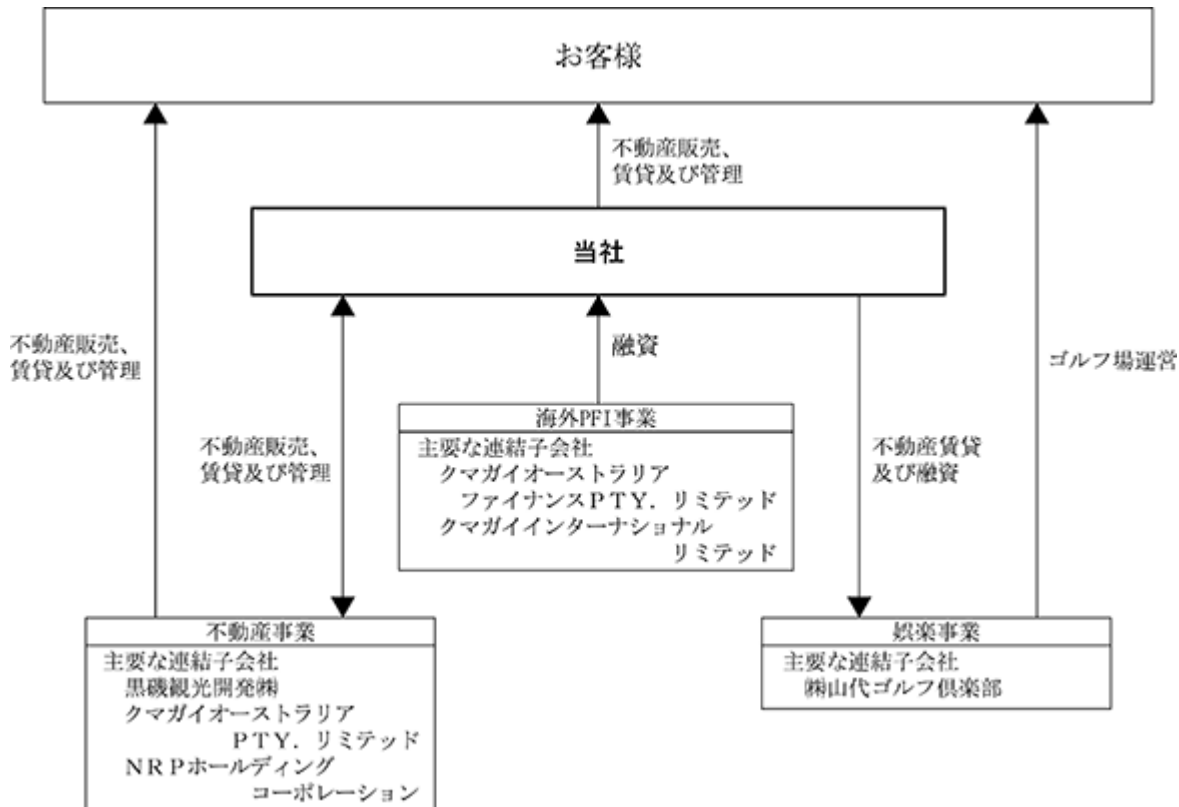 お客様
不動産販売、
賃貸及び管理
当社
不動産販売、
賃貸及び管理
融資
ゴルフ場運営
海外PFI事業
主要な連結子会社
クマガイオーストラリア
ファイナンスＰＴＹ．リミテッド
クマガイインターナショナル
リミテッド
不動産販売、
賃貸及び管理
不動産賃貸
及び融資
不動産事業
主要な連結子会社
黒磯観光開発㈱
クマガイオーストラリア
ＰＴＹ．リミテッド
ＮＲＰホールディング
コーポレーション
娯楽事業
主要な連結子会社
㈱山代ゴルフ倶楽部